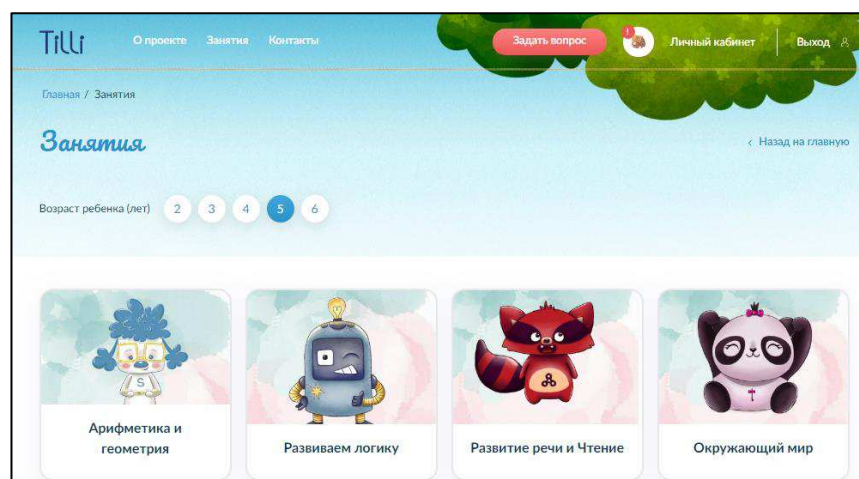 Tilli
О проекте Занятия Контакты
Задать вопрос
!
Личный кабинет
Выход
Главная / Занятия
Занятия
‹ Назад на главную
Возраст ребенка (лет) 2 3 4 5 6
S
Арифметика и
геометрия
Развиваем логику
Развитие речи и Чтение
Окружающий мир